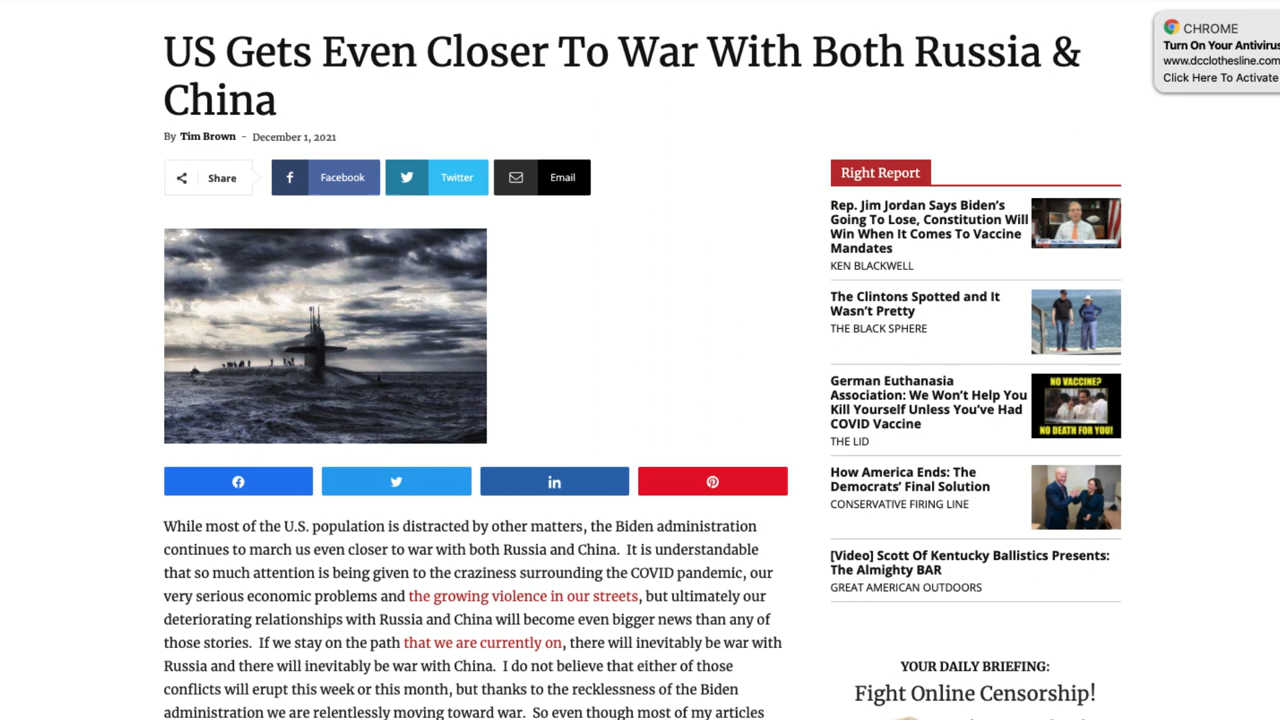 US Gets Even Closer To War With Both Russia &
China
By Tim Brown - December 1, 2021
Share
Facebook
Twitter
Email
While most of the U.S. population is distracted by other matters, the Biden administration
continues to march us even closer to war with both Russia and China. It is understandable
that so much attention is being given to the craziness surrounding the COVID pandemic, our
very serious economic problems and the growing violence in our streets, but ultimately our
deteriorating relationships with Russia and China will become even bigger news than any of
those stories. If we stay on the path that we are currently on, there will inevitably be war with
Russia and there will inevitably be war with China. I do not believe that either of those
conflicts will erupt this week or this month, but thanks to the recklessness of the Biden
administration we are relentlessly moving toward war. So even though most of my articles
CHROME
Turn On Your Antivirus
www.dcclothesline.com
Click Here To Activate
Right Report
Rep. Jim Jordan Says Biden's
Going To Lose, Constitution Will
Win When It Comes To Vaccine
Mandates
KEN BLACKWELL
The Clintons Spotted and It
Wasn't Pretty
THE BLACK SPHERE
German Euthanasia
Association: We Won't Help You
Kill Yourself Unless You've Had
COVID Vaccine
THE LID
NO VACCINE?
NO DEATH FOR YOU!
How America Ends: The
Democrats' Final Solution
CONSERVATIVE FIRING LINE
[Video] Scott Of Kentucky Ballistics Presents:
The Almighty BAR
GREAT AMERICAN OUTDOORS
YOUR DAILY BRIEFING:
Fight Online Censorship!